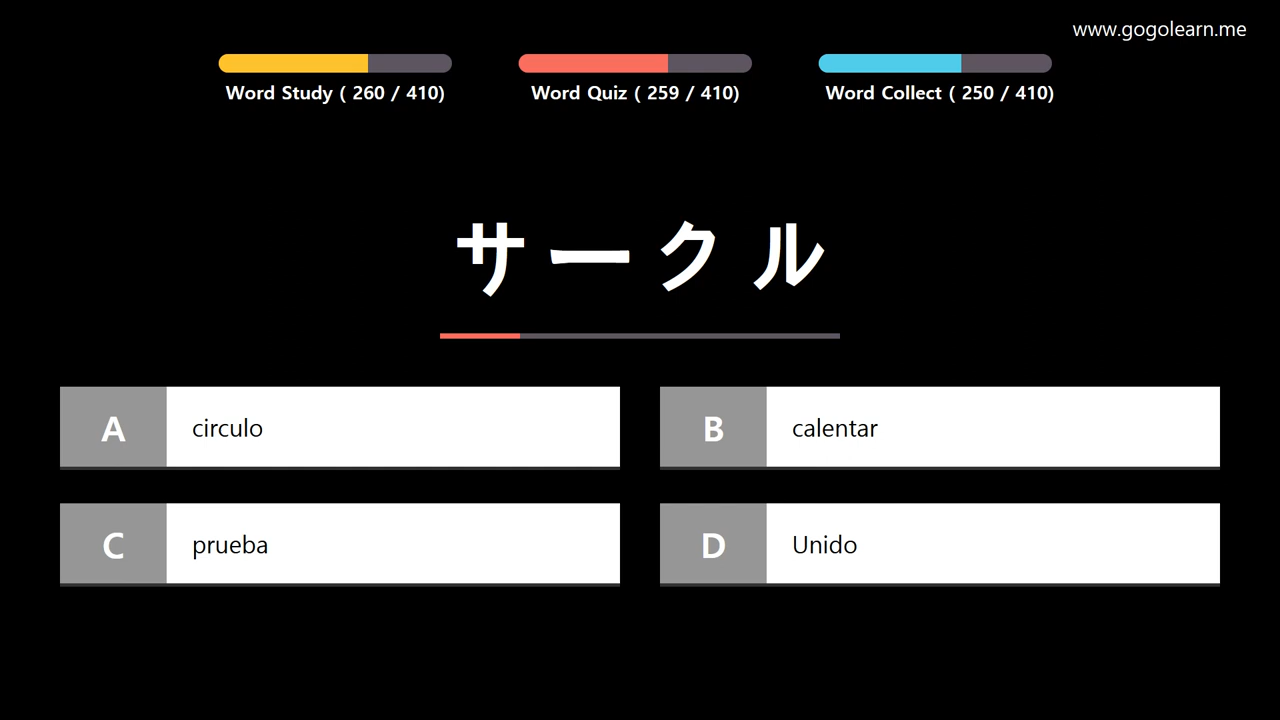 www.gogolearn.me
Word Study ( 260 / 410)
Word Quiz ( 259 / 410)
Word Collect ( 250 / 410)
サークル
A circulo
B calentar
C prueba
D Unido